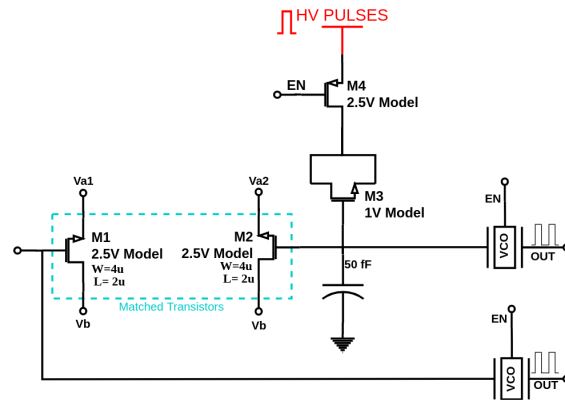 HV PULSES
M4
EN
2.5V Model
Va1
Va2
M3
1V Model
EN
M1
2.5V Model
W=4u
L= 2u
M2
2.5V Model
W=4u
L= 2u
VCO
OUT
50 fF
Matched Transistors
Vb
Vb
EN
VCO
OUT